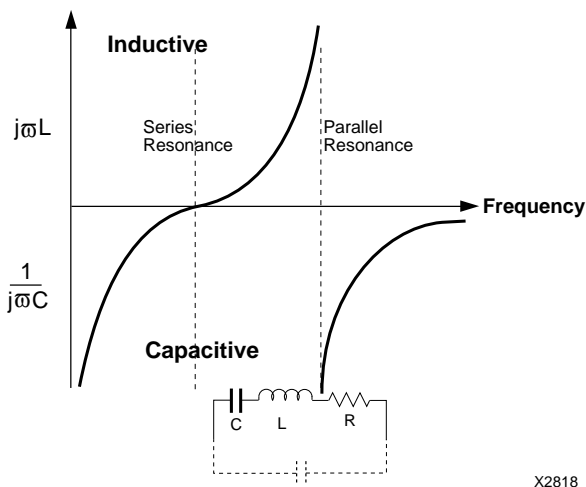 Inductive
jϖL
Series
Resonance
Parallel
Resonance
Frequency
1
jϖC
Capacitive
C
L
R
X2818